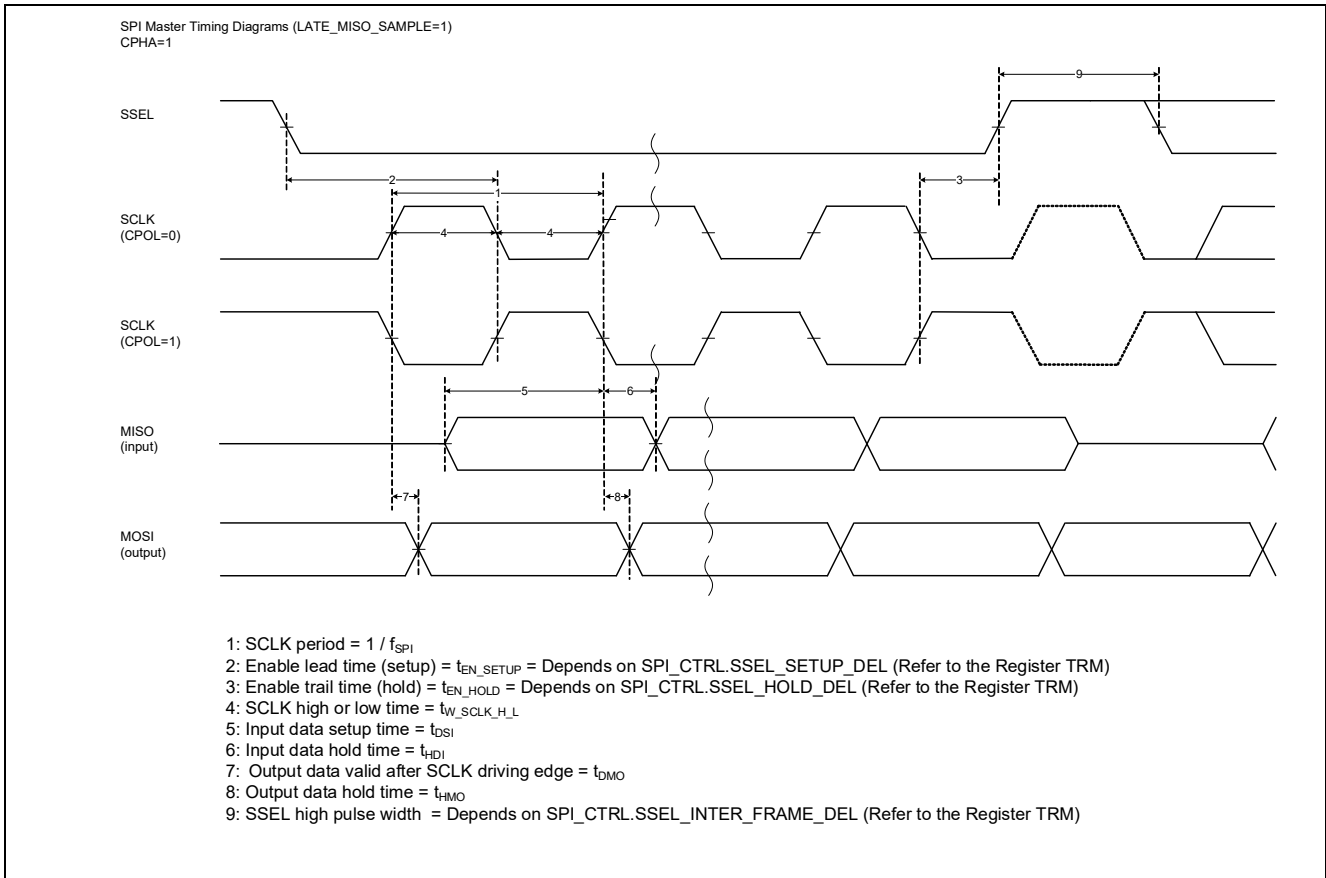 SPI Master Timing Diagrams (LATE_MISO_SAMPLE=1)
CPHA=1
9
SSEL
2
3
1
SCLK
(CPOL=0)
4
4
SCLK
(CPOL=1)
5
6
MISO
(input)
7
8
MOSI
(output)
1: SCLK period = 1 / fSPI
2: Enable lead time (setup) = tEN_SETUP = Depends on SPI_CTRL.SSEL_SETUP_DEL (Refer to the Register TRM)
3: Enable trail time (hold) = tEN_HOLD = Depends on SPI_CTRL.SSEL_HOLD_DEL (Refer to the Register TRM)
4: SCLK high or low time = tW_SCLK_H_L
5: Input data setup time = tDSI
6: Input data hold time = tHDI
7: Output data valid after SCLK driving edge = tDMO
8: Output data hold time = tHMO
9: SSEL high pulse width = Depends on SPI_CTRL.SSEL_INTER_FRAME_DEL (Refer to the Register TRM)